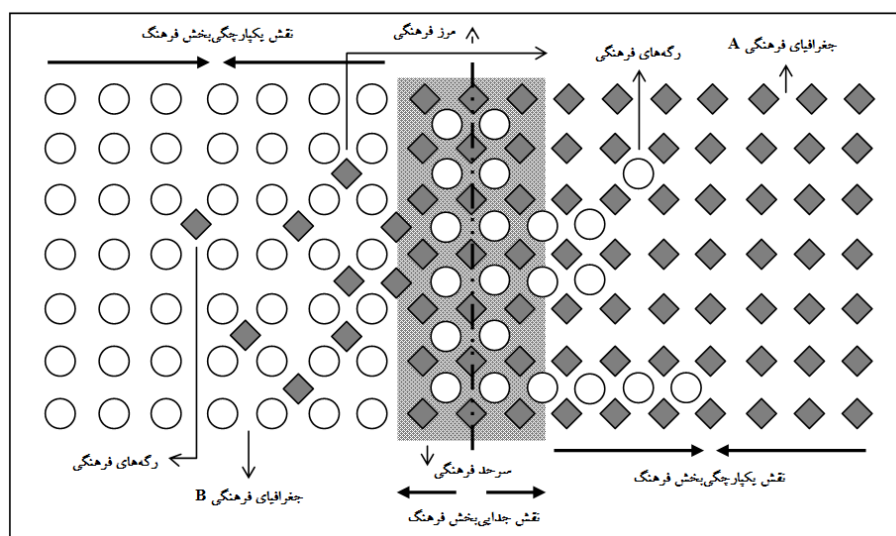 مرز فرهنگی
نقش یکپارچگی‌بخش فرهنگ
جغرافیای فرهنگی A
رگه‌های فرهنگی
رگه‌های فرهنگی
سرحد فرهنگی
نقش یکپارچگی‌بخش فرهنگ
جغرافیای فرهنگی B
نقش جدایی‌بخش فرهنگ